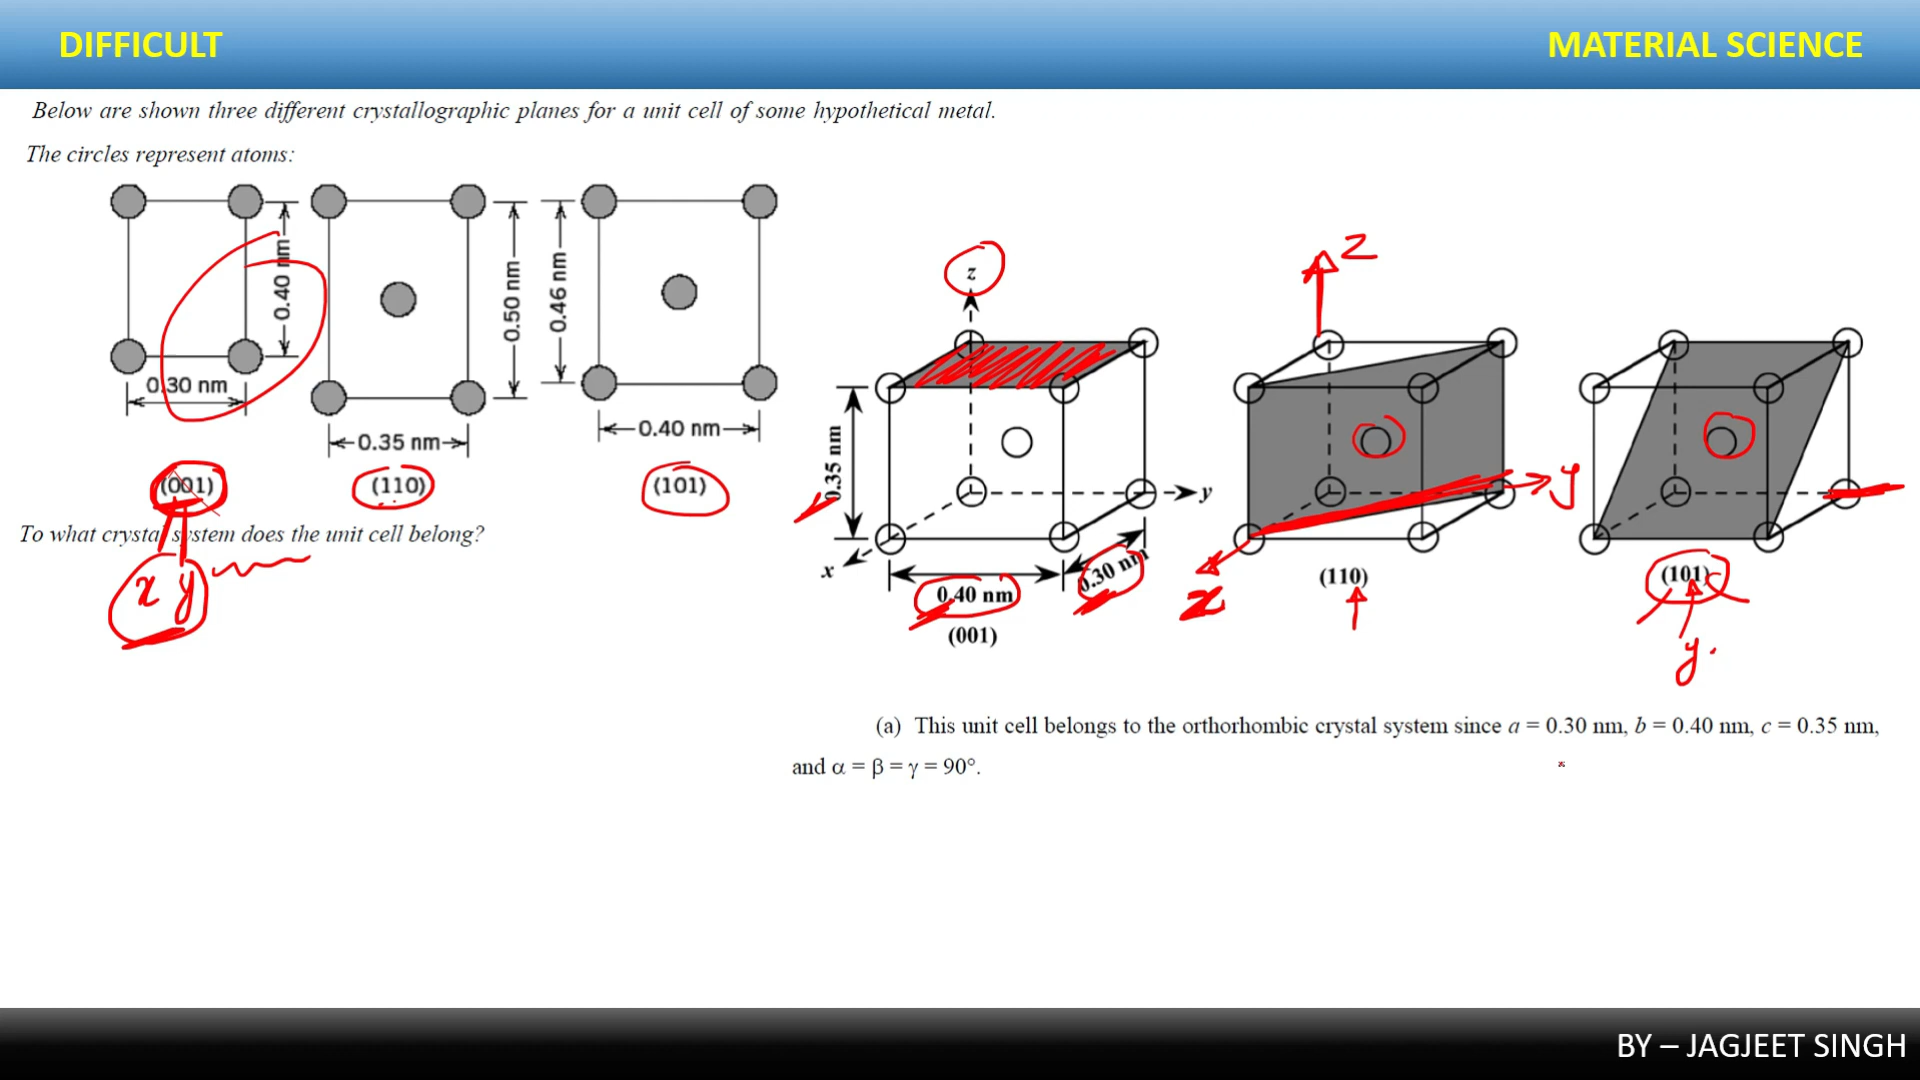 DIFFICULT
MATERIAL SCIENCE
Below are shown three different crystallographic planes for a unit cell of some hypothetical metal.
The circles represent atoms:
0.40 nm
0.30 nm
0.50 nm
0.35 nm
0.46 nm
0.40 nm
(001)
(110)
(101)
To what crystal system does the unit cell belong?
x y
z
0.35 nm
y
x
0.40 nm
0.30 nm
(001)
z
y
x
(110)
(101)
y
(a) This unit cell belongs to the orthorhombic crystal system since a = 0.30 nm, b = 0.40 nm, c = 0.35 nm,
and α = β = γ = 90°.
BY – JAGJEET SINGH